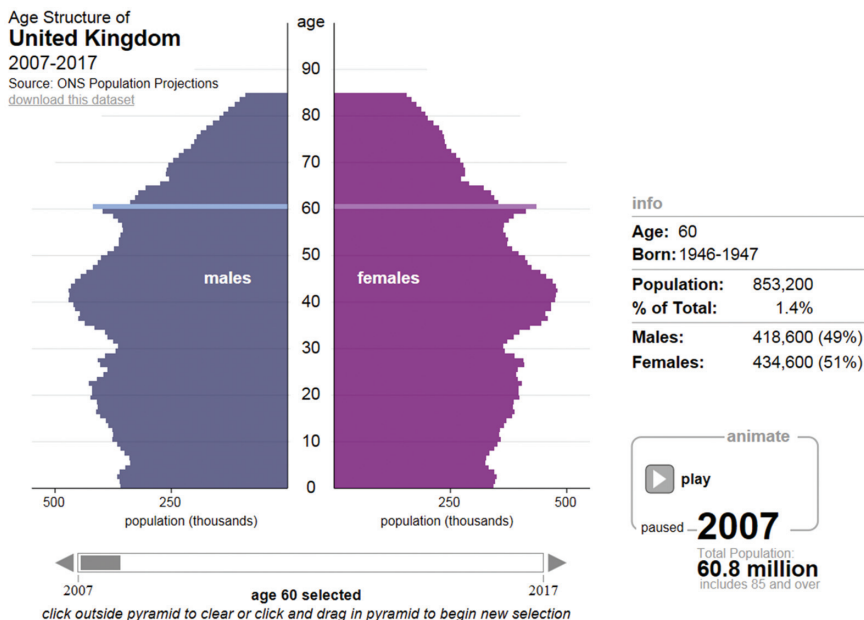 Age Structure of
United Kingdom
2007-2017
Source: ONS Population Projections
download this dataset
age
90
80
70
60
50
40
30
20
10
0
males
females
500
250
250
500
population (thousands)
population (thousands)
info
Age: 60
Born: 1946-1947
Population: 853,200
% of Total: 1.4%
Males: 418,600 (49%)
Females: 434,600 (51%)
animate
play
paused 2007
Total Population:
60.8 million
includes 85 and over
2007
2017
age 60 selected
click outside pyramid to clear or click and drag in pyramid to begin new selection